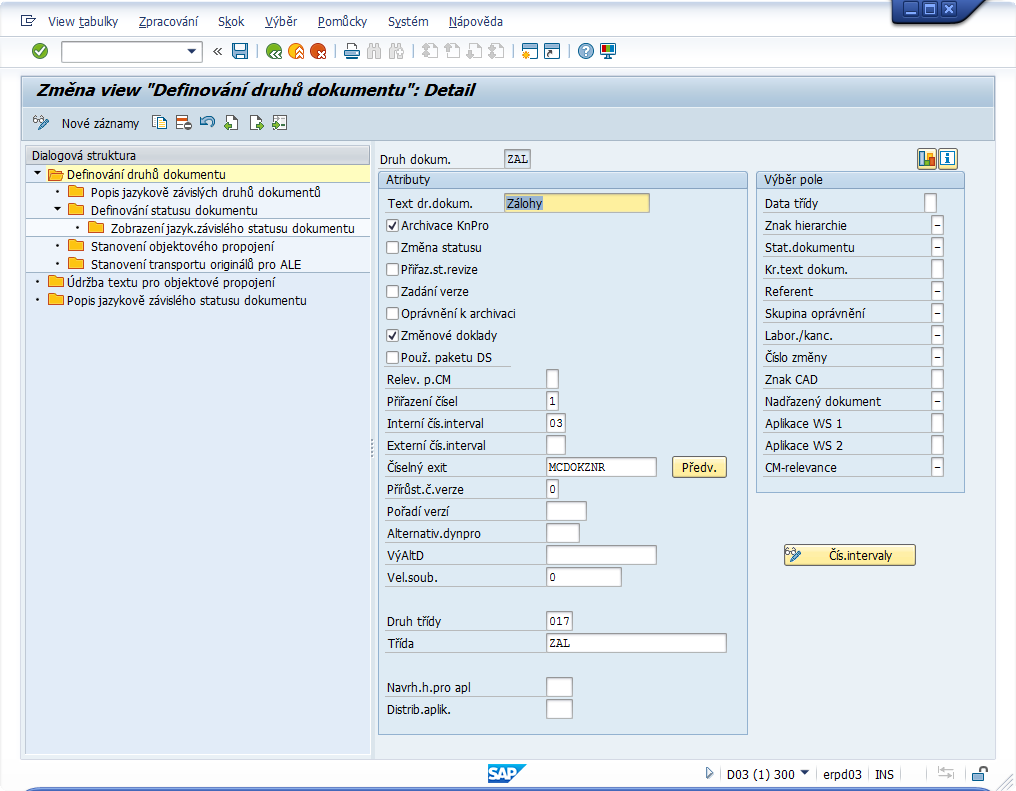 View tabulky Zpracování Skok Výběr Pomůcky Systém Nápověda
Změna view "Definování druhů dokumentu": Detail
Nové záznamy
Dialogová struktura
Definování druhů dokumentu
Popis jazykově závislých druhů dokumentů
Definování statusu dokumentu
Zobrazení jazyk.závislého statusu dokumentu
Stanovení objektového propojení
Stanovení transportu originálů pro ALE
Údržba textu pro objektové propojení
Popis jazykově závislého statusu dokumentu
Druh dokum. ZAL
Atributy
Text dr.dokum. Zálohy
Archivace KnPro
Změna statusu
Přiřaz.st.revize
Zadání verze
Oprávnění k archivaci
Změnové doklady
Použ. paketu DS
Relev. p.CM
Přiřazení čísel 1
Interní čís.interval 03
Externí čís.interval
Číselný exit MCDOKZNR Předv.
Přírůst.č.verze 0
Pořadí verzí
Alternativ.dynpro
VýAltD
Vel.soub. 0
Druh třídy 017
Třída ZAL
Navrh.h.pro apl
Distrib.aplik.
Výběr pole
Data třídy
Znak hierarchie -
Stat.dokumentu -
Kr.text dokum.
Referent -
Skupina oprávnění -
Labor./kanc. -
Číslo změny -
Znak CAD
Nadřazený dokument -
Aplikace WS 1
Aplikace WS 2
CM-relevance -
Čís.intervaly
SAP
D03 (1) 300 erpd03 INS